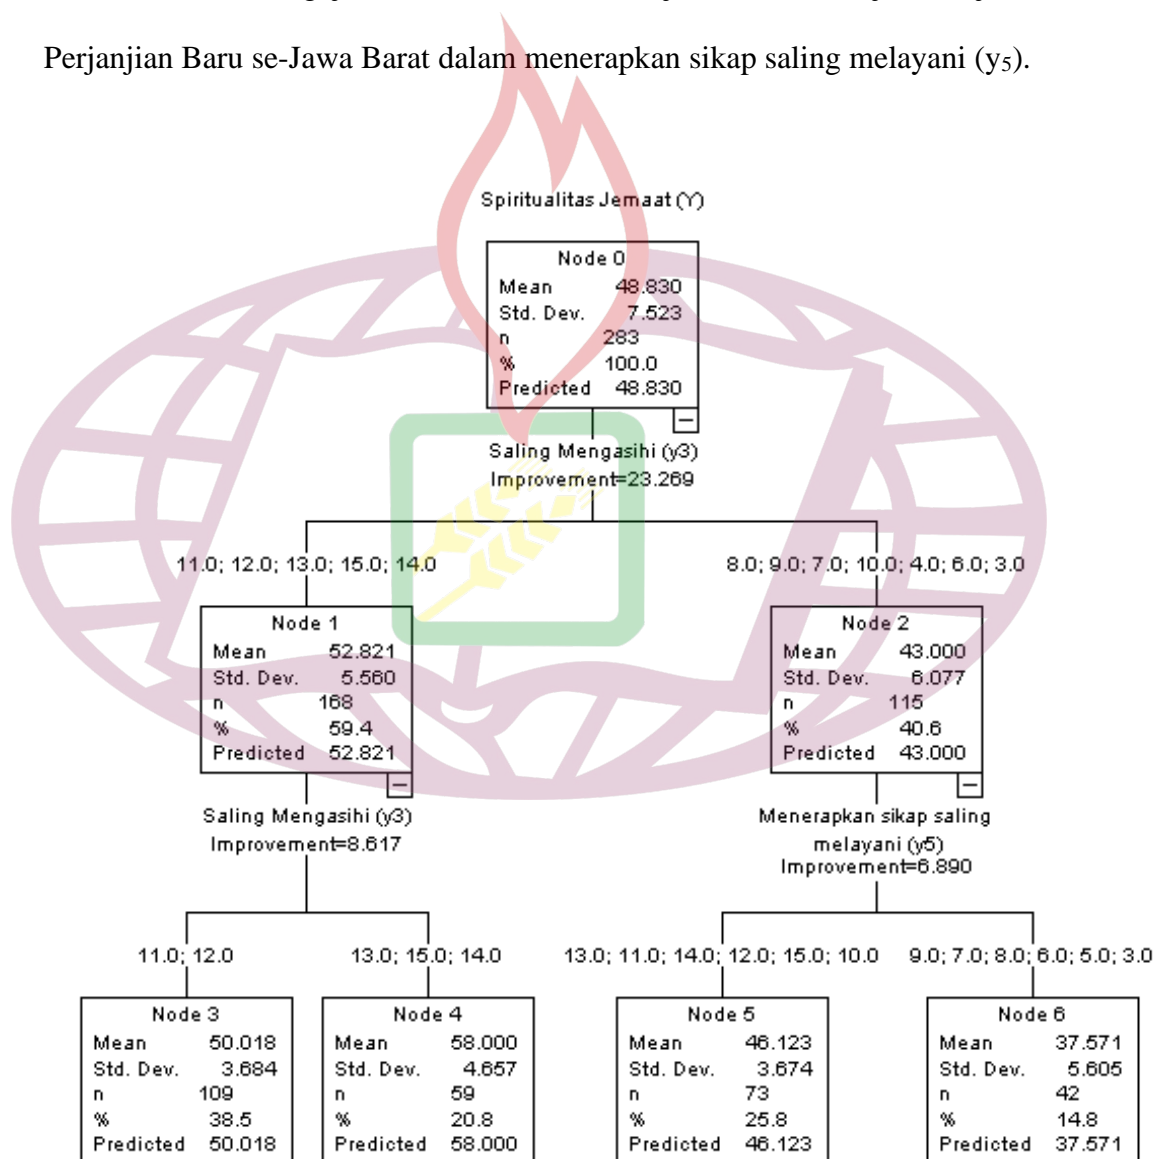 Perjanjian Baru se-Jawa Barat dalam menerapkan sikap saling melayani (y5).
Spiritualitas Jemaat (Y)
Node 0
Mean 48.830
Std. Dev. 7.523
n 283
% 100.0
Predicted 48.830
Saling Mengasihi (y3)
Improvement=23.269
11.0; 12.0; 13.0; 15.0; 14.0
8.0; 9.0; 7.0; 10.0; 4.0; 6.0; 3.0
Node 1
Mean 52.821
Std. Dev. 5.560
n 168
% 59.4
Predicted 52.821
Node 2
Mean 43.000
Std. Dev. 6.077
n 115
% 40.6
Predicted 43.000
Saling Mengasihi (y3)
Improvement=8.617
Menerapkan sikap saling
melayani (y5)
Improvement=6.890
11.0; 12.0
13.0; 15.0; 14.0
13.0; 11.0; 14.0; 12.0; 15.0; 10.0
9.0; 7.0; 8.0; 6.0; 5.0; 3.0
Node 3
Mean 50.018
Std. Dev. 3.684
n 109
% 38.5
Predicted 50.018
Node 4
Mean 58.000
Std. Dev. 4.657
n 59
% 20.8
Predicted 58.000
Node 5
Mean 46.123
Std. Dev. 3.674
n 73
% 25.8
Predicted 46.123
Node 6
Mean 37.571
Std. Dev. 5.605
n 42
% 14.8
Predicted 37.571